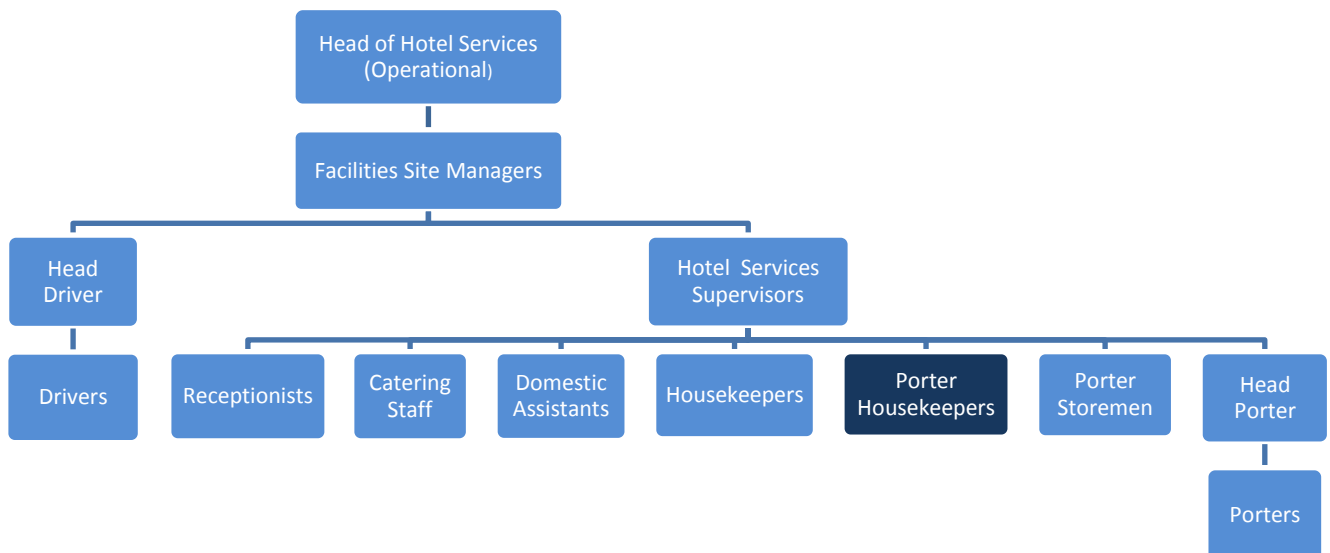 Head of Hotel Services
(Operational)
Facilities Site Managers
Head
Driver
Hotel Services
Supervisors
Drivers
Receptionists
Catering
Staff
Domestic
Assistants
Housekeepers
Porter
Housekeepers
Porter
Storemen
Head
Porter
Porters